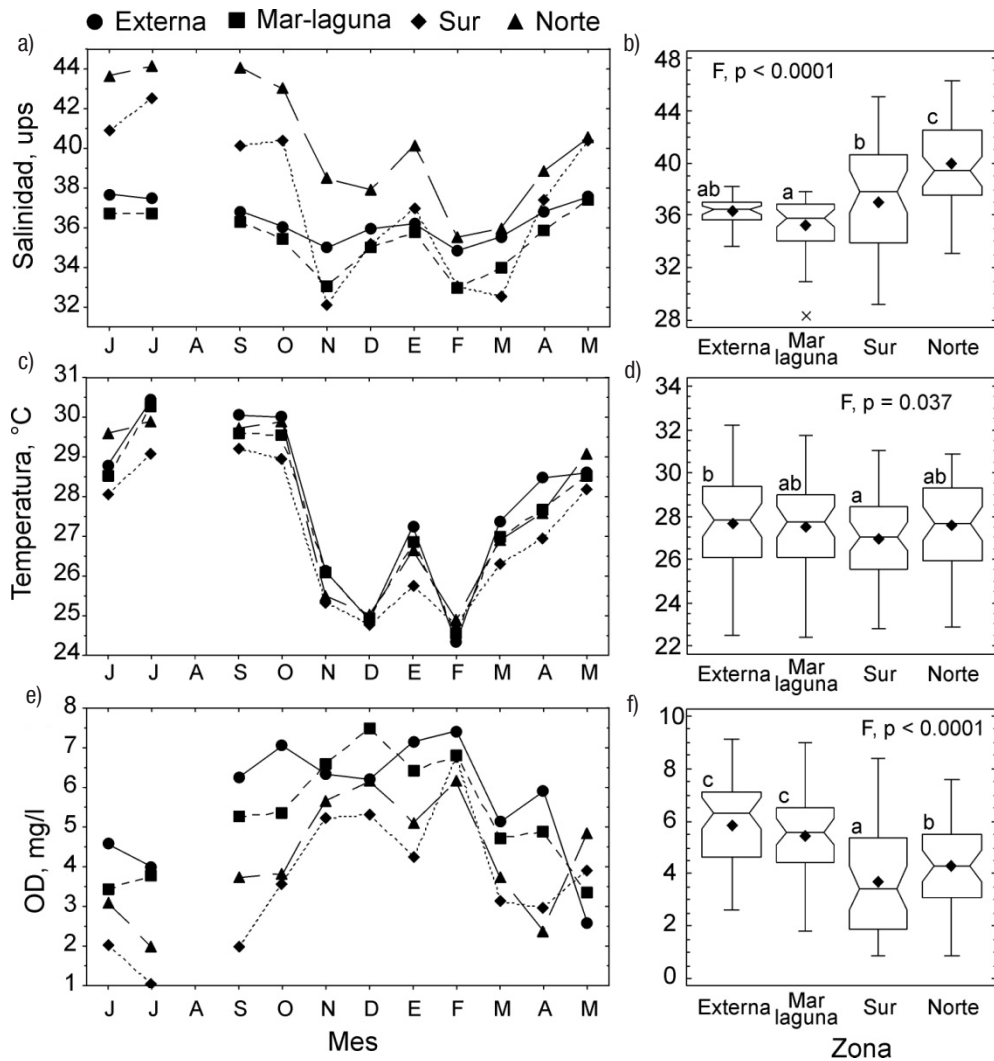 Externa Mar-laguna Sur Norte
a)
Salinidad, ups
44
42
40
38
36
34
32
J J A S O N D E F M A M
b)
F, p < 0.0001
48
44
40
36
32
28
ab a b c
Externa Mar laguna Sur Norte
c)
Temperatura, °C
31
30
29
28
27
26
25
24
J J A S O N D E F M A M
d)
F, p = 0.037
34
32
30
28
26
24
22
b ab a ab
Externa Mar laguna Sur Norte
e)
OD, mg/l
8
7
6
5
4
3
2
1
J J A S O N D E F M A M
Mes
f)
F, p < 0.0001
10
8
6
4
2
0
c c a b
Externa Mar laguna Sur Norte
Zona